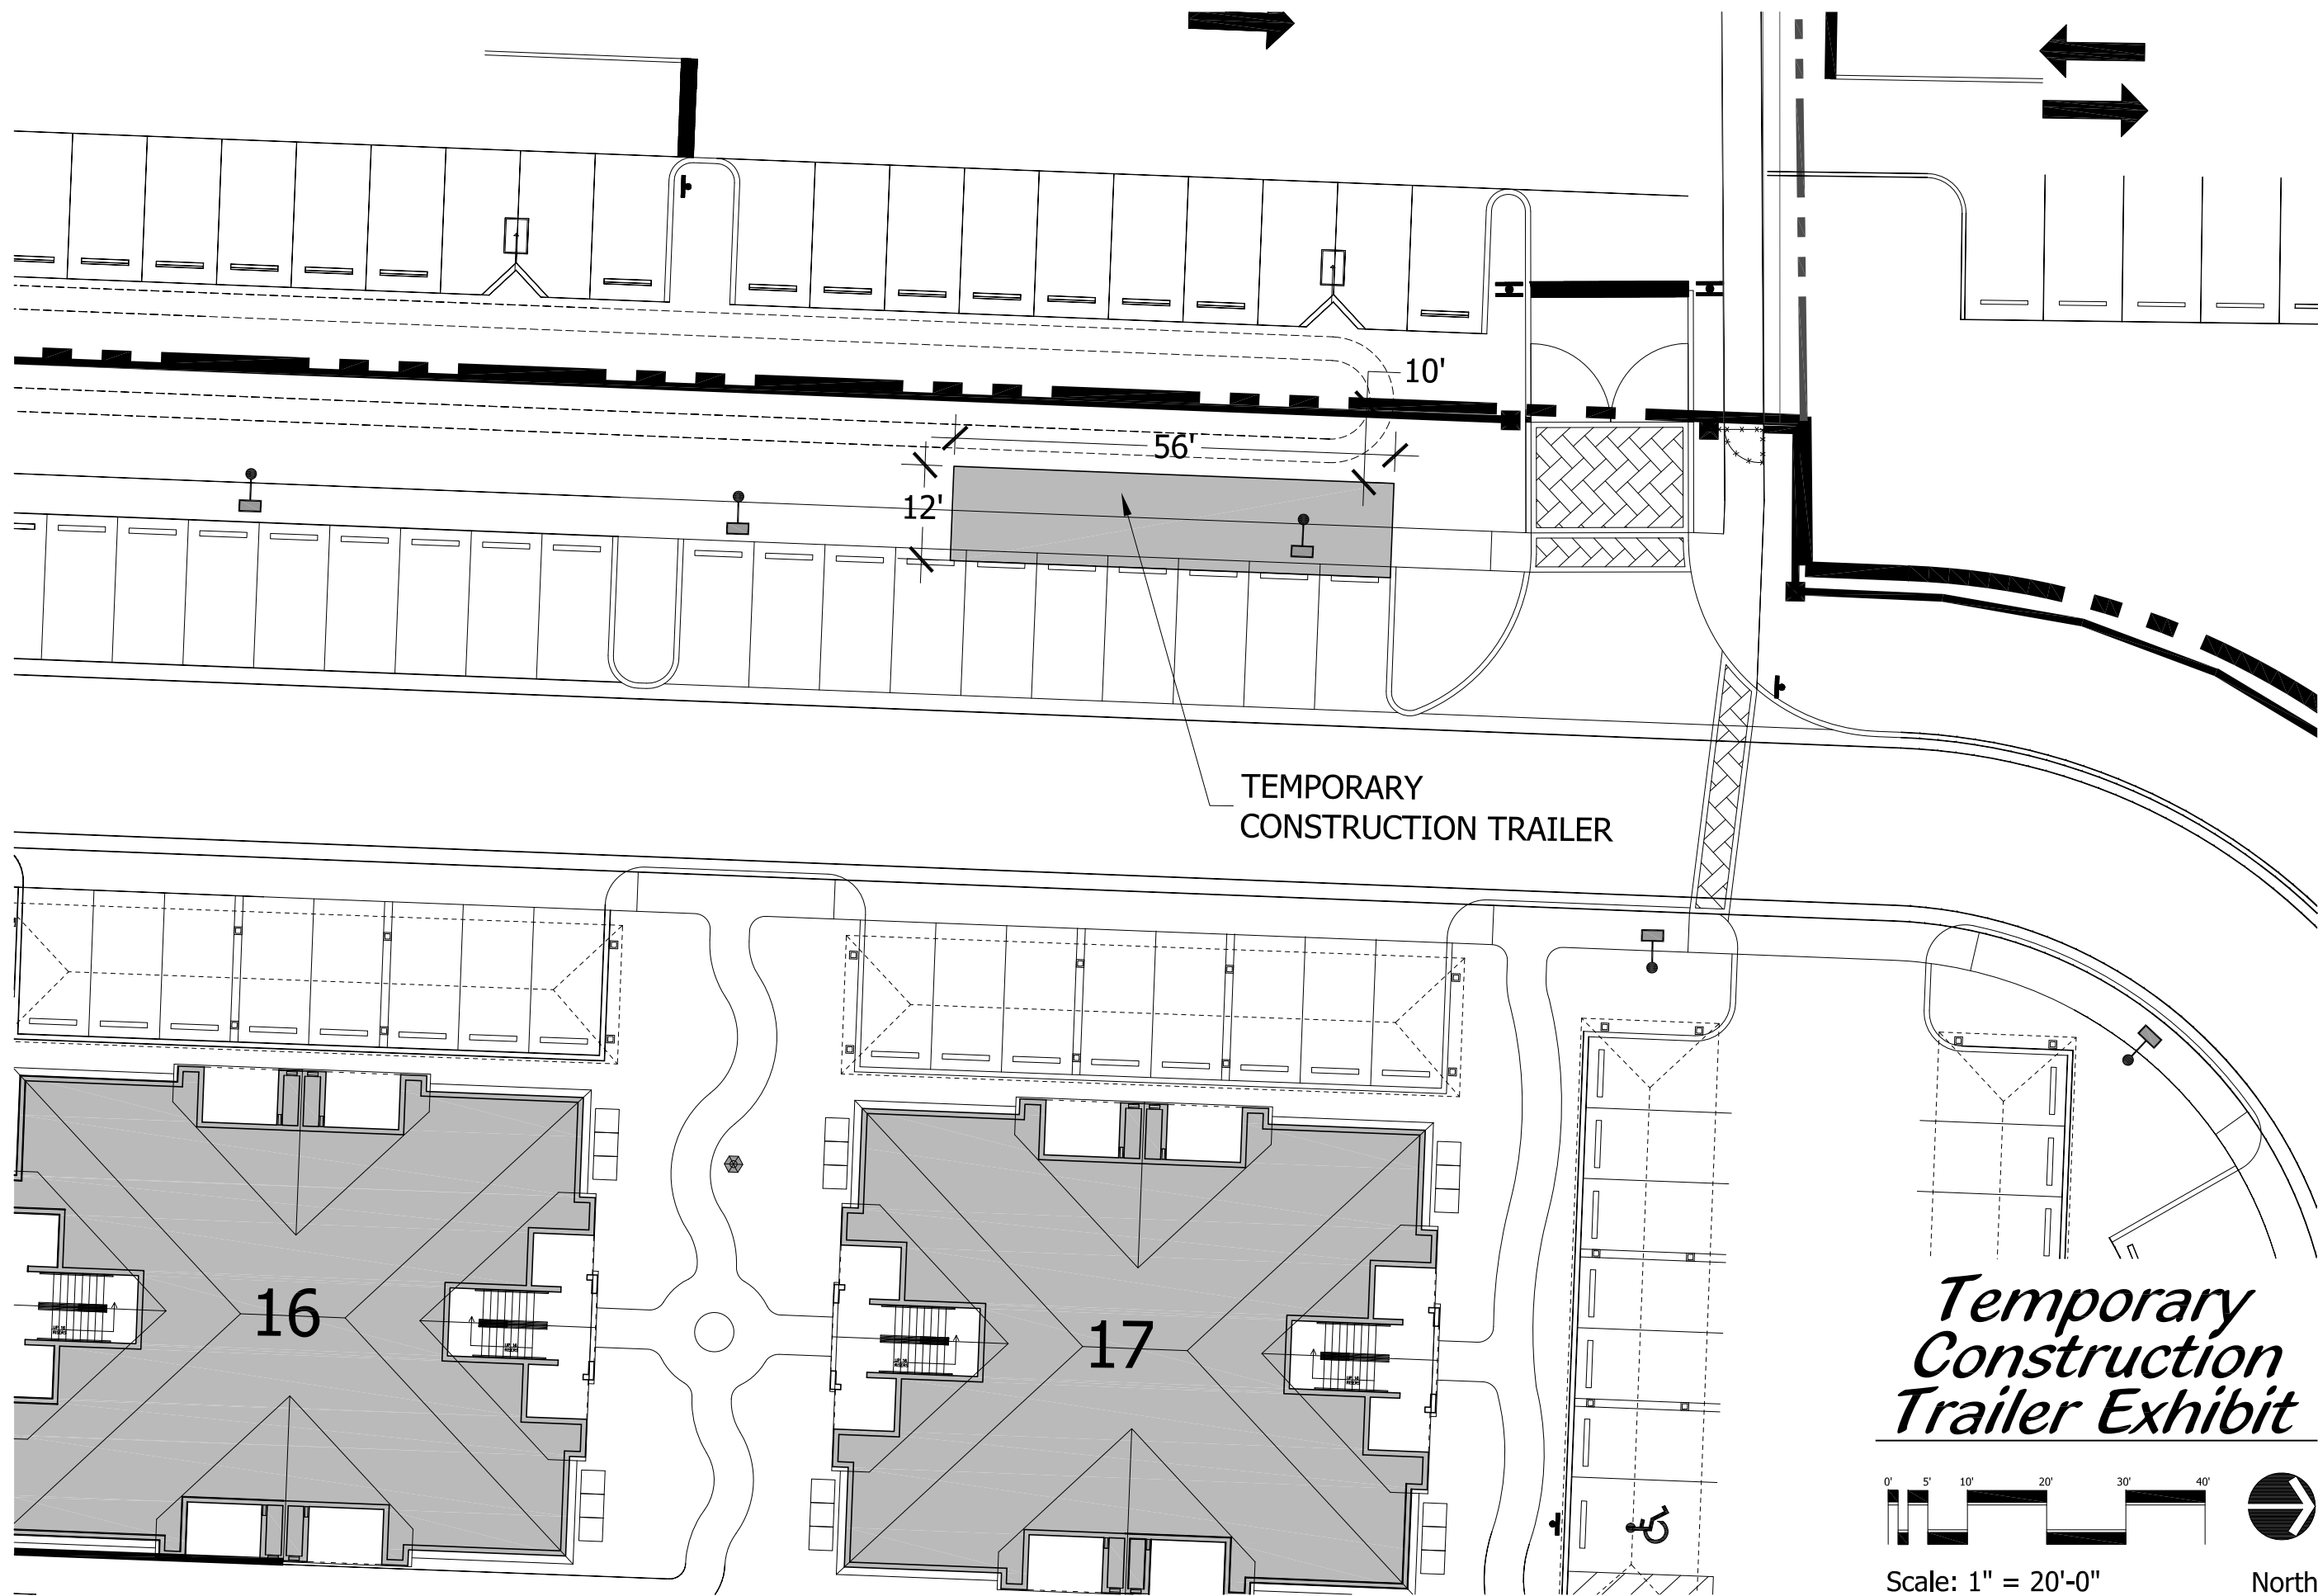 10'
56'
12'
TEMPORARY
CONSTRUCTION TRAILER
16
17
Temporary
Construction
Trailer Exhibit
0' 5' 10' 20' 30' 40'
Scale: 1" = 20'-0"
North